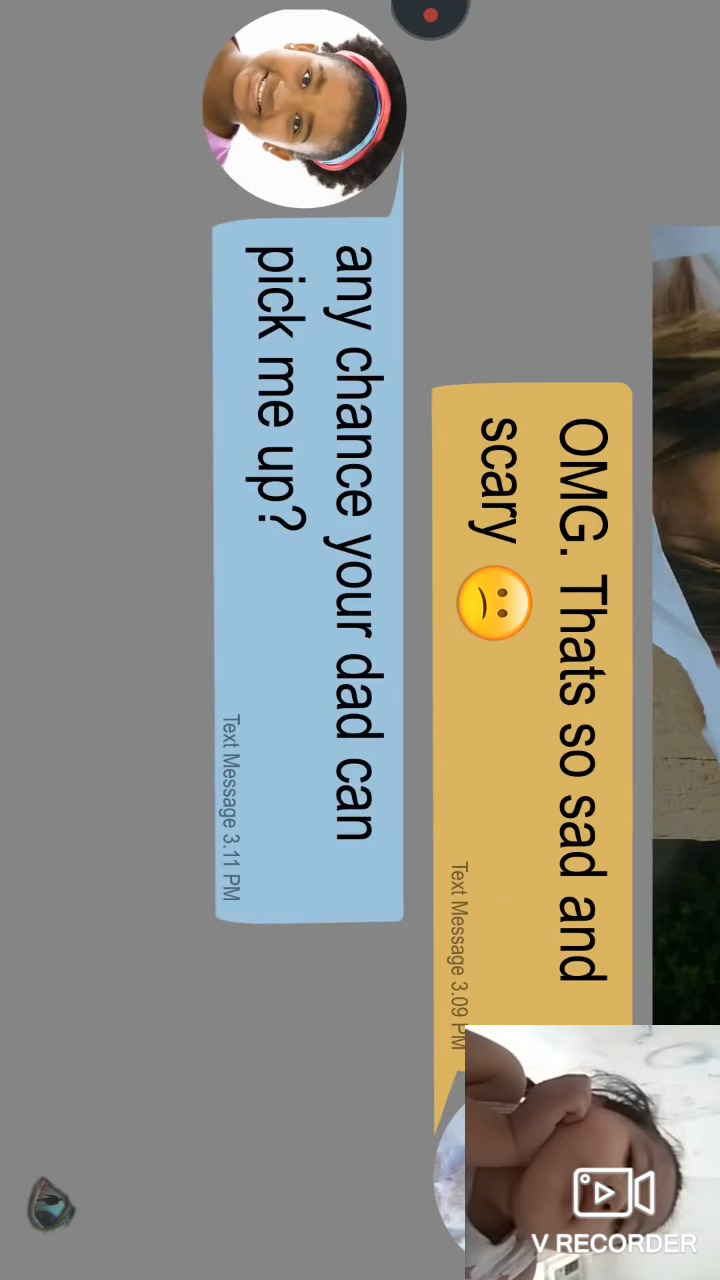 OMG. Thats so sad and
scary
Text Message 3.09 PM
any chance your dad can
pick me up?
Text Message 3.11 PM
V RECORDER